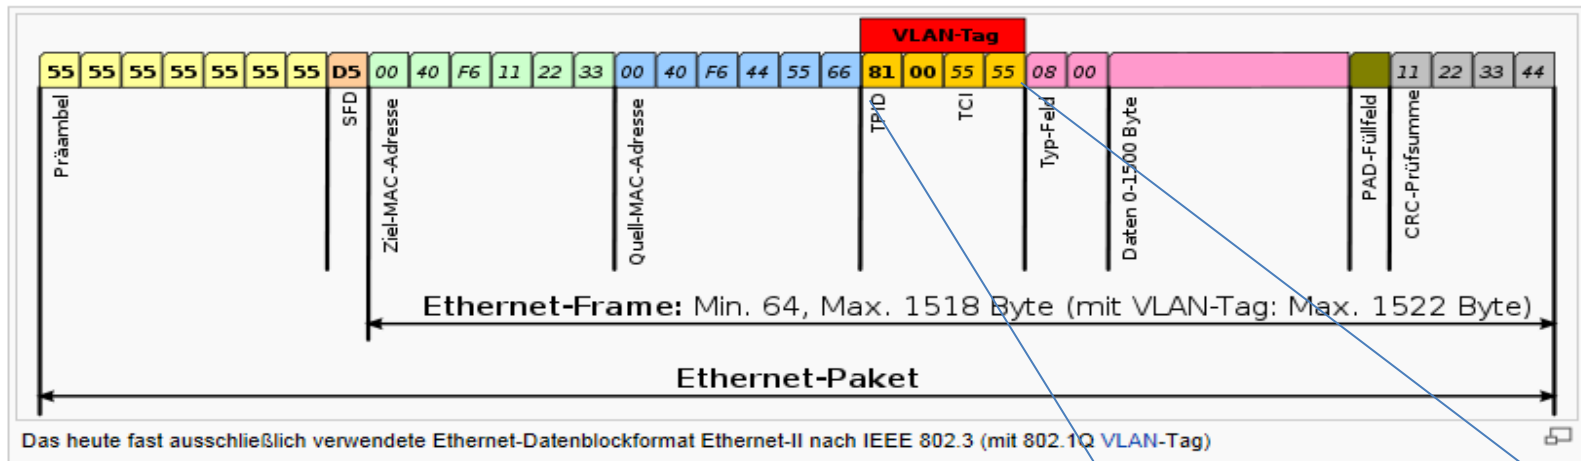 VLAN-Tag
55 55 55 55 55 55 55 D5 00 40 F6 11 22 33 00 40 F6 44 55 66 81 00 55 55 08 00 11 22 33 44
Präambel
SFD
Ziel-MAC-Adresse
Quell-MAC-Adresse
TPID
TCI
Typ-Feld
Daten 0-1500 Byte
PAD-Füllfeld
CRC-Prüfsumme
Ethernet-Frame: Min. 64, Max. 1518 Byte (mit VLAN-Tag: Max. 1522 Byte)
Ethernet-Paket
Das heute fast ausschließlich verwendete Ethernet-Datenblockformat Ethernet-II nach IEEE 802.3 (mit 802.1Q VLAN-Tag)